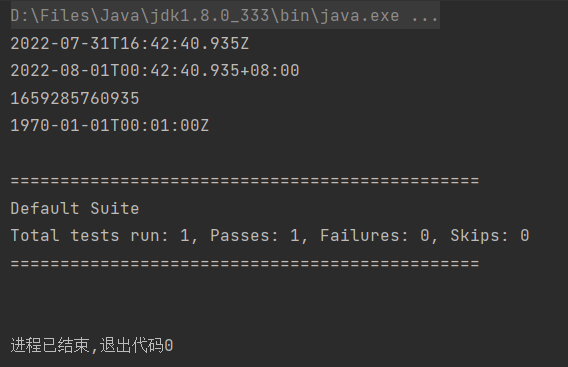 D:\Files\Java\jdk1.8.0_333\bin\java.exe ...
2022-07-31T16:42:40.935Z
2022-08-01T00:42:40.935+08:00
1659285760935
1970-01-01T00:01:00Z
===============================================
Default Suite
Total tests run: 1, Passes: 1, Failures: 0, Skips: 0
===============================================
进程已结束,退出代码0